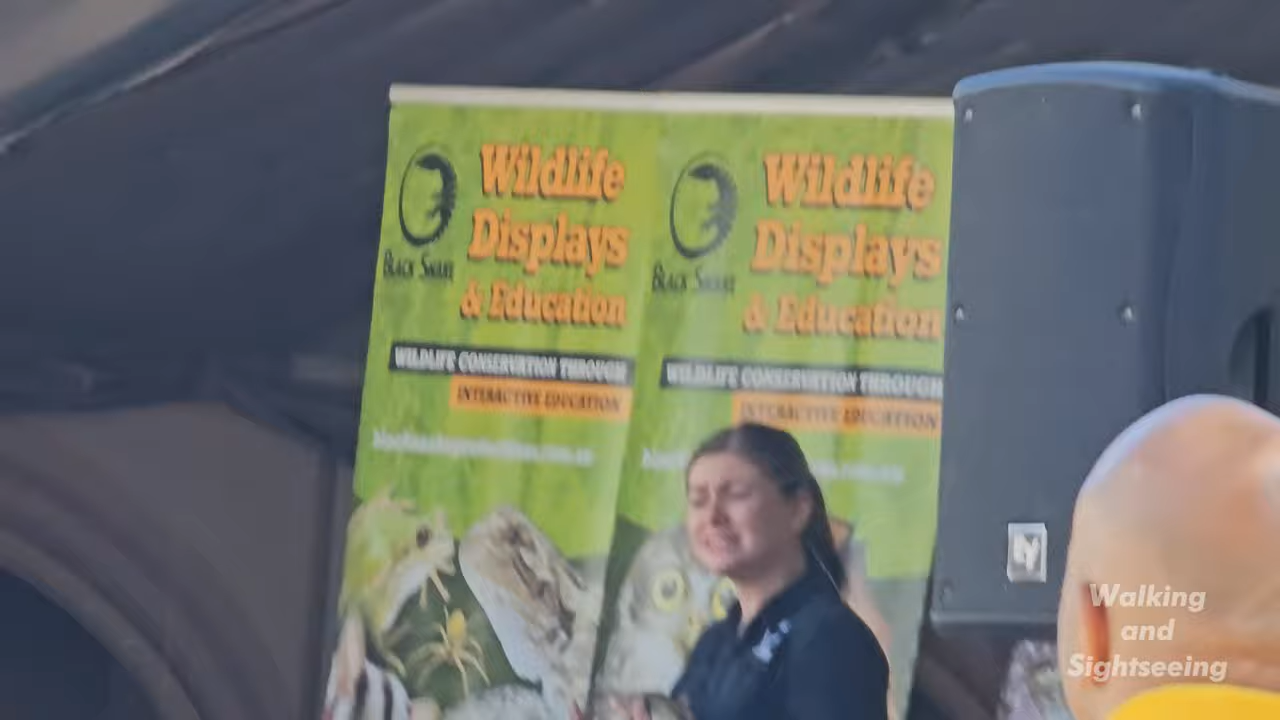 Wildlife
Displays
& Education
BLACK SNAKE
WILDLIFE CONSERVATION THROUGH
INTERACTIVE EDUCATION
Wildlife
Displays
& Education
BLACK SNAKE
WILDLIFE CONSERVATION THROUGH
INTERACTIVE EDUCATION
EV
Walking
and
Sightseeing